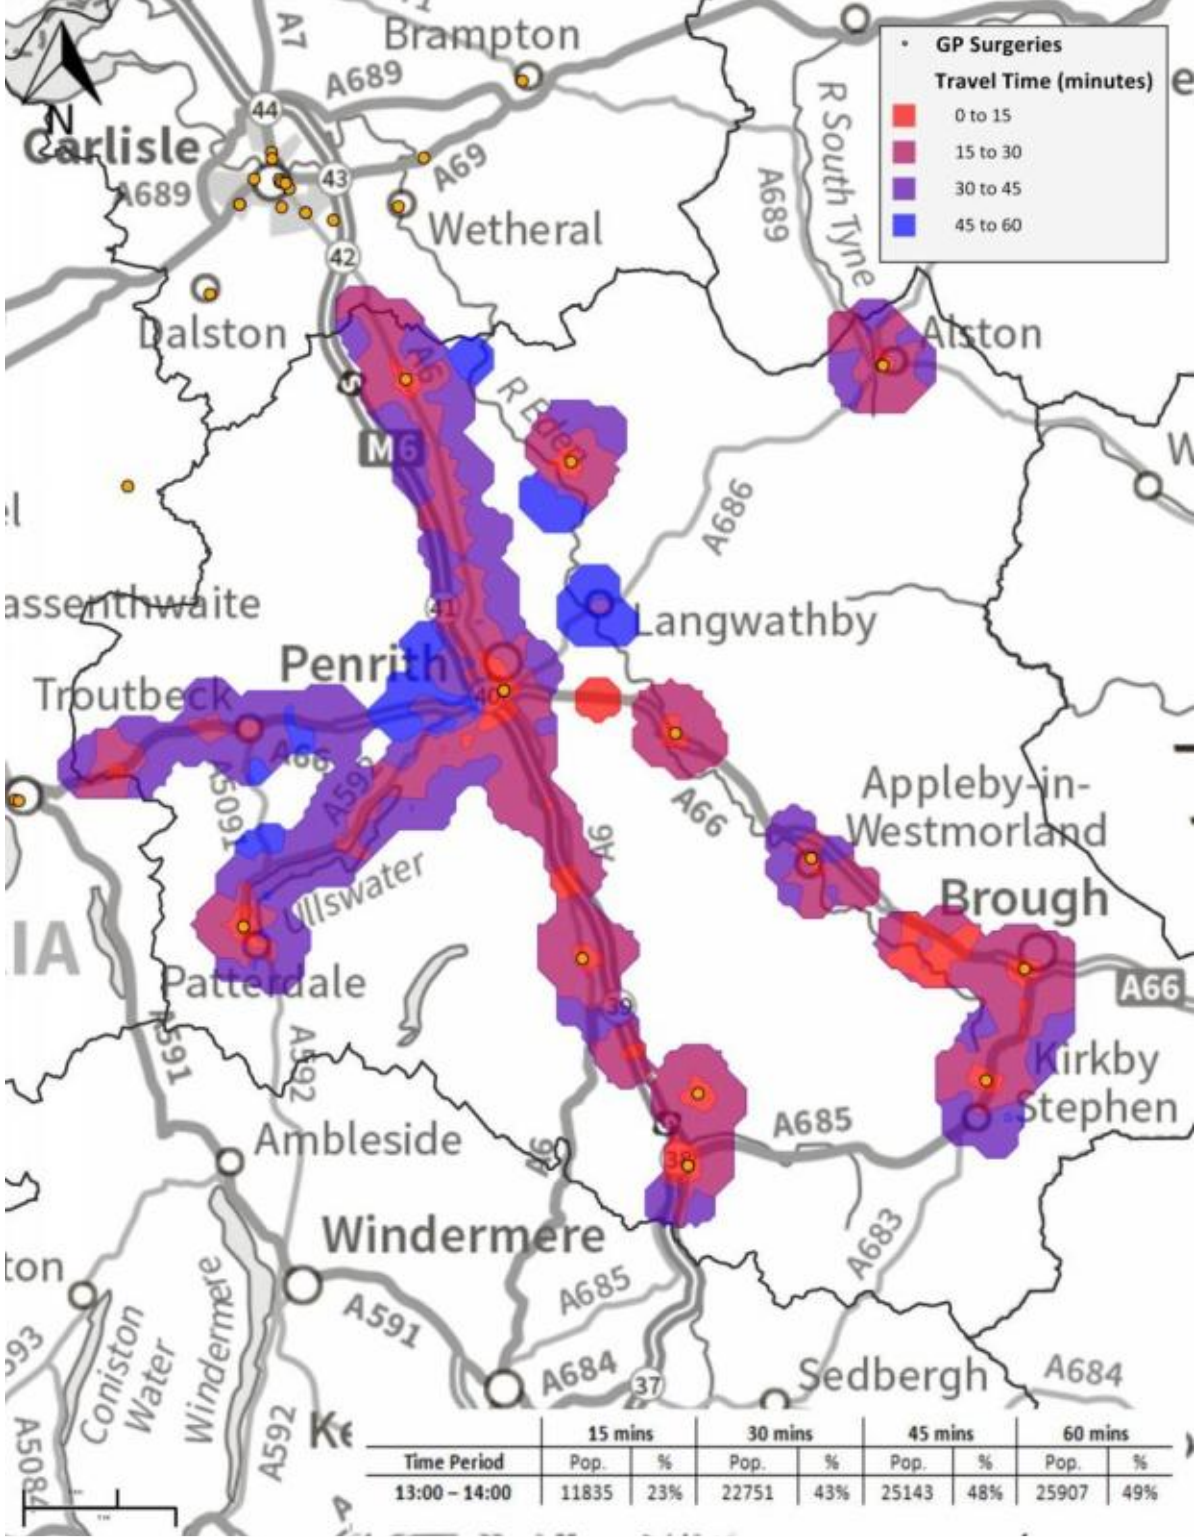 A7
Brampton
A689
44
Carlisle
N
A689
43
A69
Wetheral
42
Dalston
R South Tyne
A689
GP Surgeries
Travel Time (minutes)
0 to 15
15 to 30
30 to 45
45 to 60
Alston
A6
S
R Eden
M6
A686
assenthwaite
41
Langwathby
Penrith
Troutbeck
40
A66
A5091
A592
A66
Appleby-in-
Westmorland
A6
Ullswater
Brough
IA
Patterdale
A66
39
A591
A592
Kirkby
Stephen
A685
Ambleside
A6
38
Windermere
A683
ton
A685
A591
Coniston
Water
Windermere
A684
37
Sedbergh
A684
A592
A5084
15 mins 30 mins 45 mins 60 mins
Time Period Pop. % Pop. % Pop. % Pop. %
13:00 – 14:00 11835 23% 22751 43% 25143 48% 25907 49%